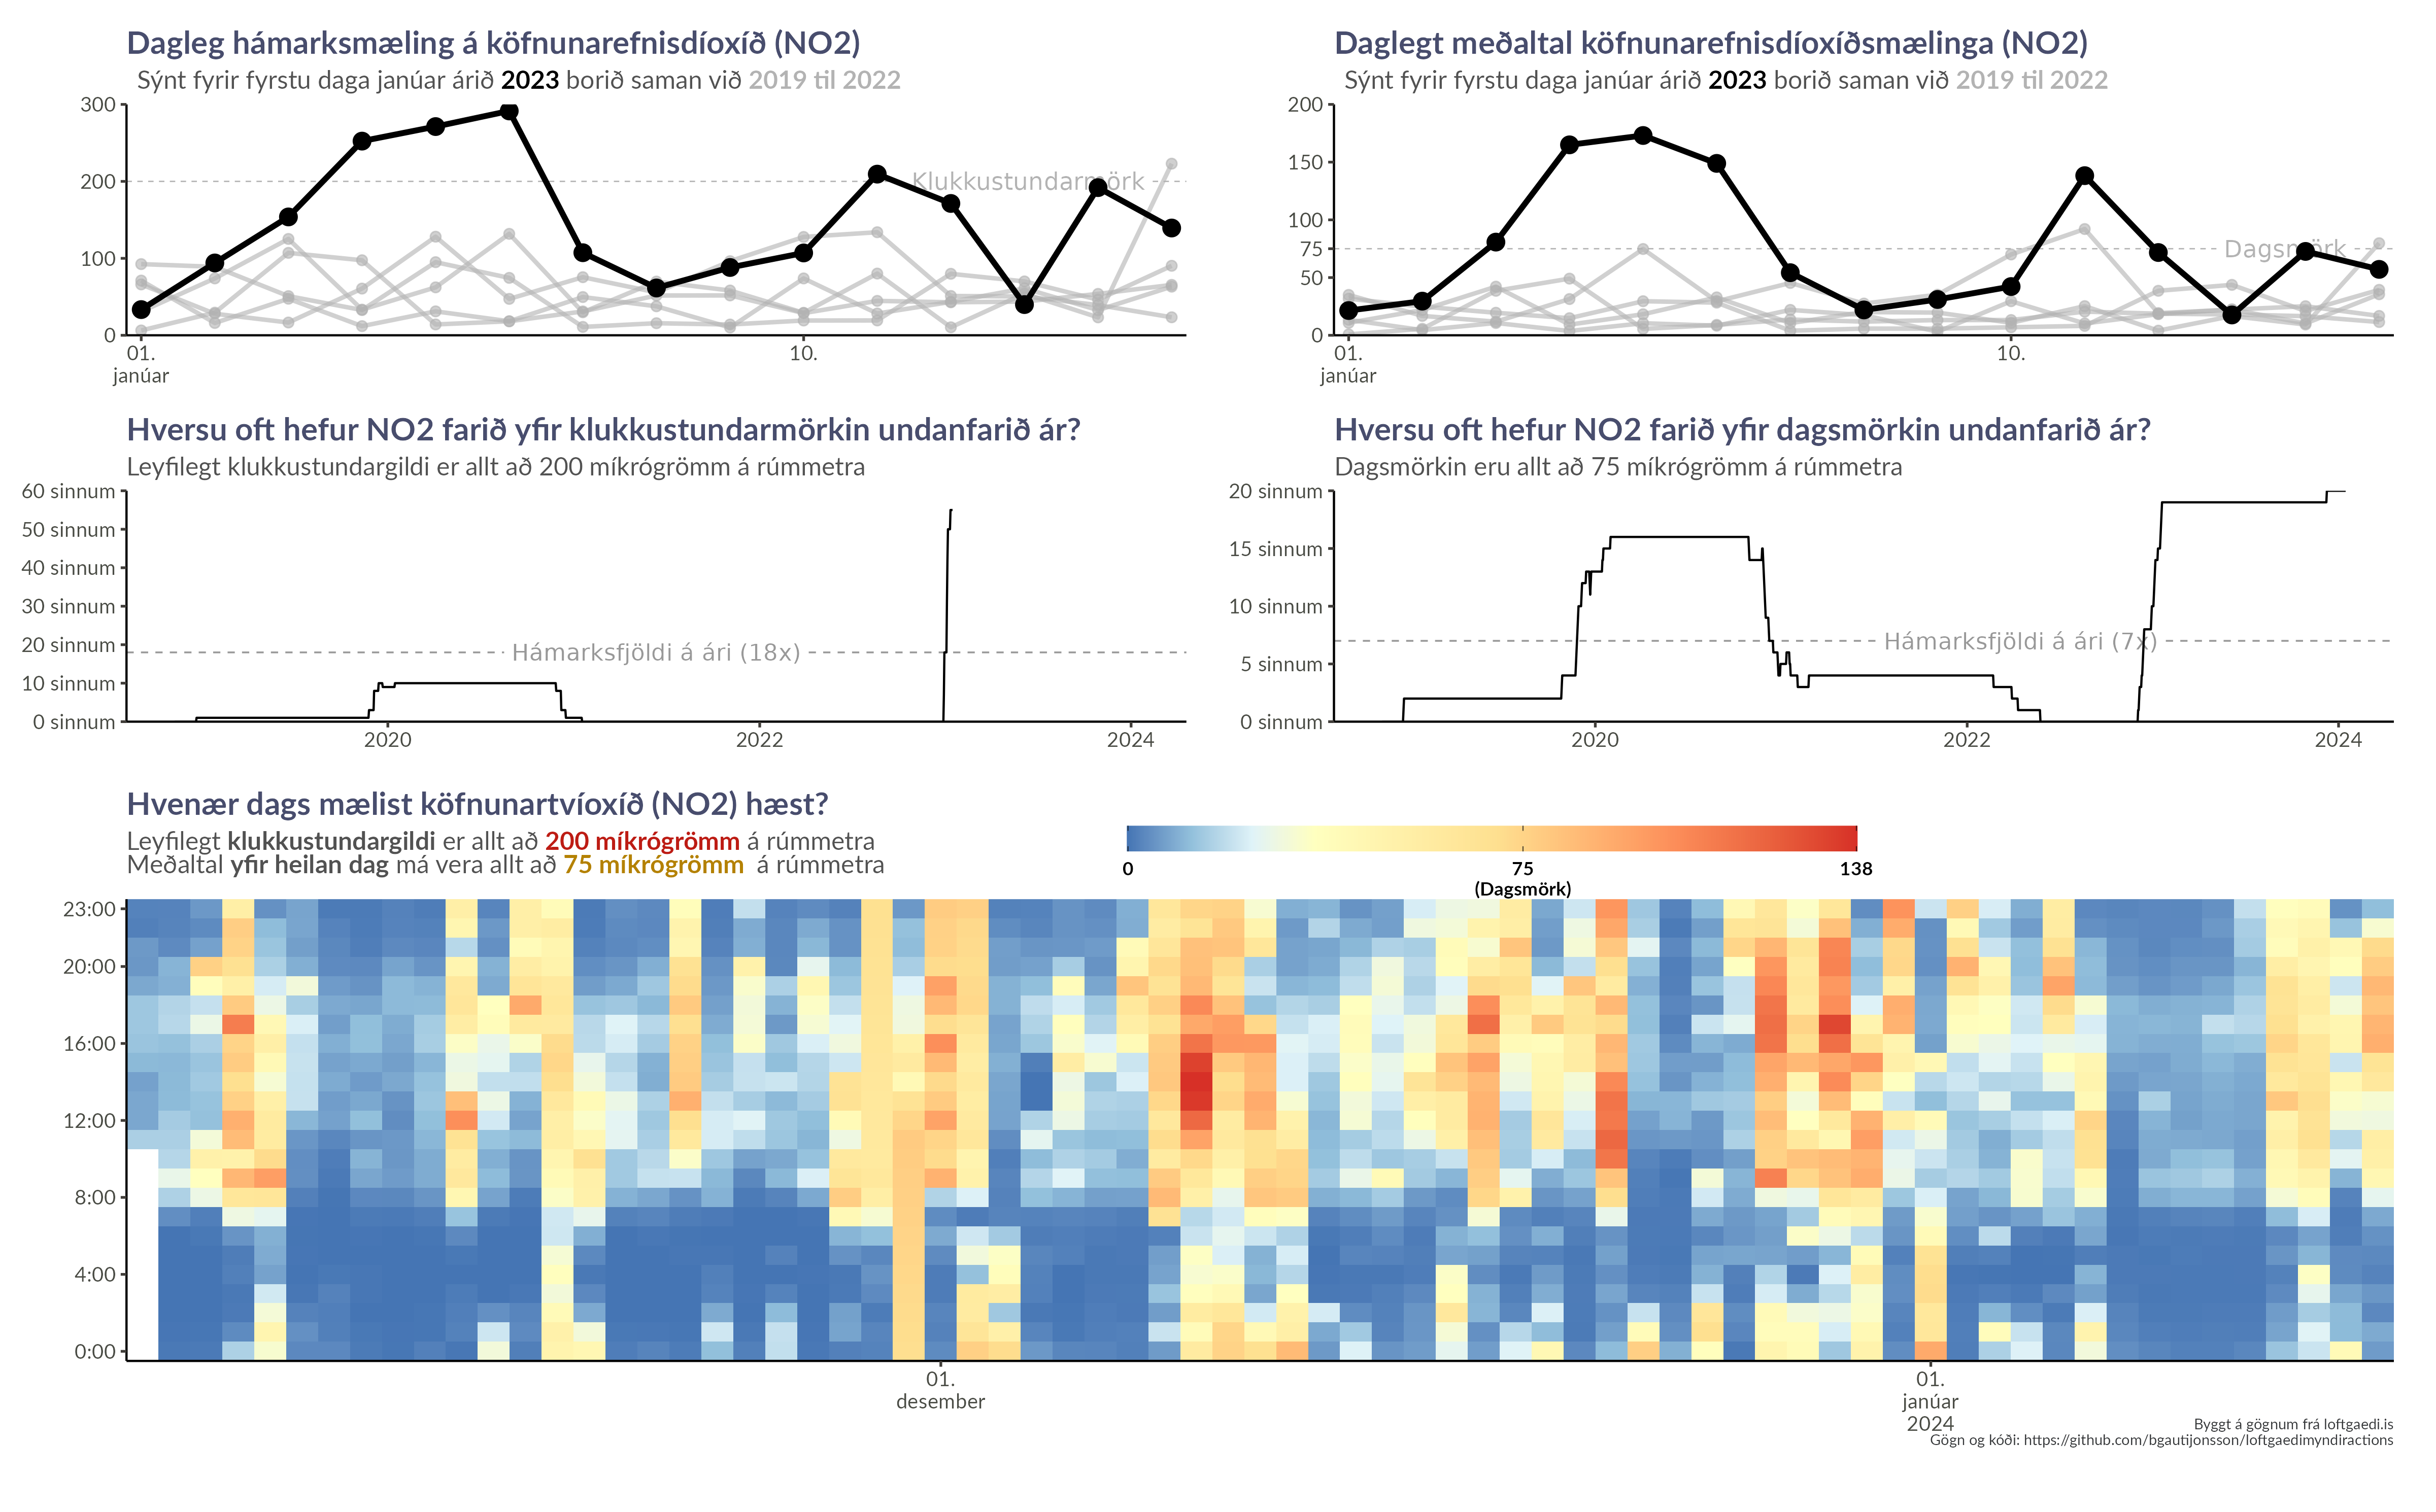 Dagleg hámarksmæling á köfnunarefnisdíoxíð (NO2)
Sýnt fyrir fyrstu daga janúar árið 2023 borið saman við 2019 til 2022
300
200
100
0
Klukkustundarmörk
01.
janúar
10.
Daglegt meðaltal köfnunarefnisdíoxíðsmælinga (NO2)
Sýnt fyrir fyrstu daga janúar árið 2023 borið saman við 2019 til 2022
200
150
100
75
50
0
Dagsmörk
01.
janúar
10.
Hversu oft hefur NO2 farið yfir klukkustundarmörkin undanfarið ár?
Leyfilegt klukkustundargildi er allt að 200 míkrógrömm á rúmmetra
60 sinnum
50 sinnum
40 sinnum
30 sinnum
20 sinnum
10 sinnum
0 sinnum
Hámarksfjöldi á ári (18x)
2020
2022
2024
Hversu oft hefur NO2 farið yfir dagsmörkin undanfarið ár?
Dagsmörkin eru allt að 75 míkrógrömm á rúmmetra
20 sinnum
15 sinnum
10 sinnum
5 sinnum
0 sinnum
Hámarksfjöldi á ári (7x)
2020
2022
2024
Hvenær dags mælist köfnunartvíoxíð (NO2) hæst?
Leyfilegt klukkustundargildi er allt að 200 míkrógrömm á rúmmetra
Meðaltal yfir heilan dag má vera allt að 75 míkrógrömm á rúmmetra
0
75
(Dagsmörk)
138
23:00
20:00
16:00
12:00
8:00
4:00
0:00
01.
desember
01.
janúar
2024
Byggt á gögnum frá loftgaedi.is
Gögn og kóði: https://github.com/bgautijonsson/loftgaedimyndiractions